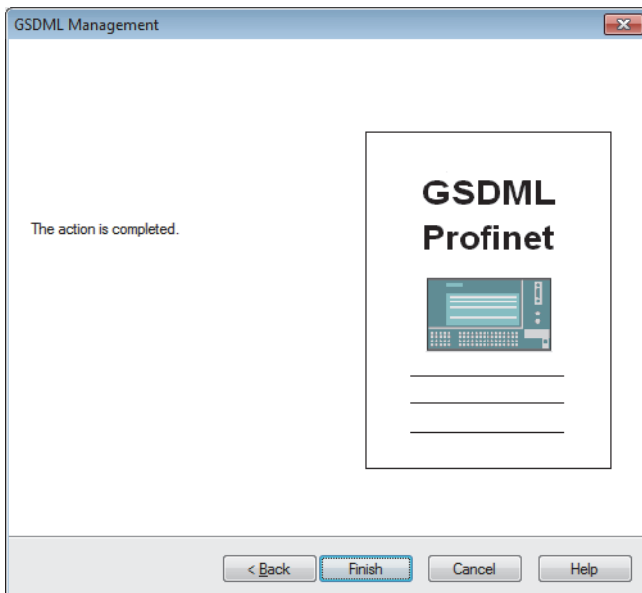 GSDML Management
The action is completed.
GSDML
Profinet
< Back
Finish
Cancel
Help